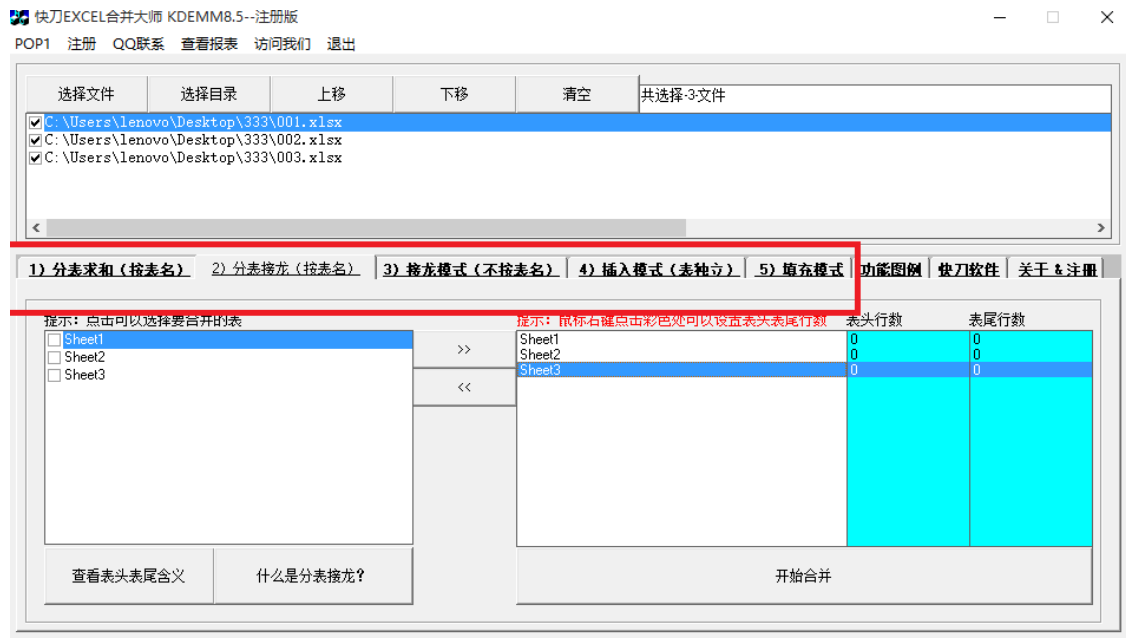 快刀EXCEL合并大师 KDEMM8.5--注册版
POP1 注册 QQ联系 查看报表 访问我们 退出
选择文件 选择目录 上移 下移 清空 共选择-3-文件
C:\Users\lenovo\Desktop\333\001.xlsx
C:\Users\lenovo\Desktop\333\002.xlsx
C:\Users\lenovo\Desktop\333\003.xlsx
1）分表求和（按表名） 2）分表接龙（按表名） 3）接龙模式（不按表名） 4）插入模式（表独立） 5）填充模式 功能图例 快刀软件 关于&注册
提示：点击可以选择要合并的表 提示：鼠标右键点击彩色处可以设置表头表尾行数 表头行数 表尾行数
Sheet1 >> Sheet1 0 0
Sheet2 Sheet2 0 0
Sheet3 << Sheet3 0 0
查看表头表尾含义 什么是分表接龙? 开始合并